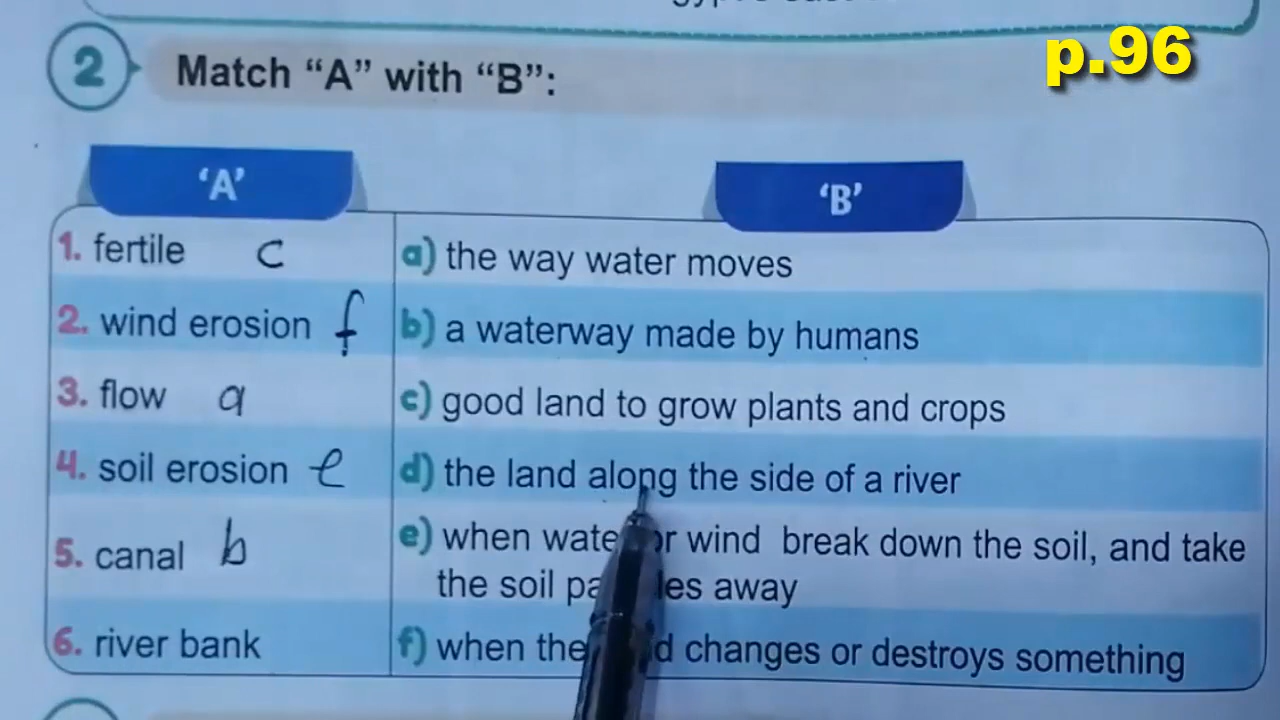 p.96
2 Match “A” with “B”:
‘A’
‘B’
1. fertile c
a) the way water moves
2. wind erosion f
b) a waterway made by humans
3. flow a
c) good land to grow plants and crops
4. soil erosion e
d) the land along the side of a river
5. canal b
e) when wind break down the soil, and take
the soil away
6. river bank
f) when the changes or destroys something